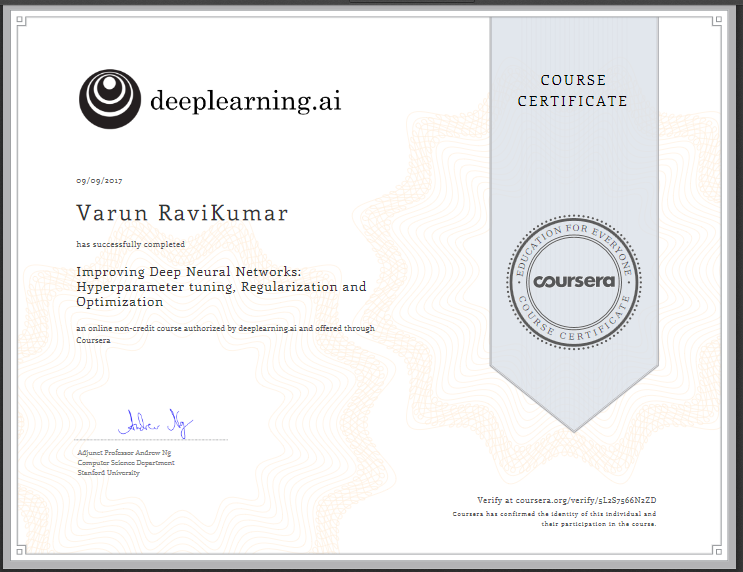 deeplearning.ai
COURSE
CERTIFICATE
09/09/2017
Varun RaviKumar
has successfully completed
Improving Deep Neural Networks:
Hyperparameter tuning, Regularization and
Optimization
an online non-credit course authorized by deeplearning.ai and offered through
Coursera
EDUCATION FOR EVERYONE
coursera
COURSE CERTIFICATE
Andrew Ng
Adjunct Professor Andrew Ng
Computer Science Department
Stanford University
Verify at coursera.org/verify/5L2S7566N2ZD
Coursera has confirmed the identity of this individual and
their participation in the course.